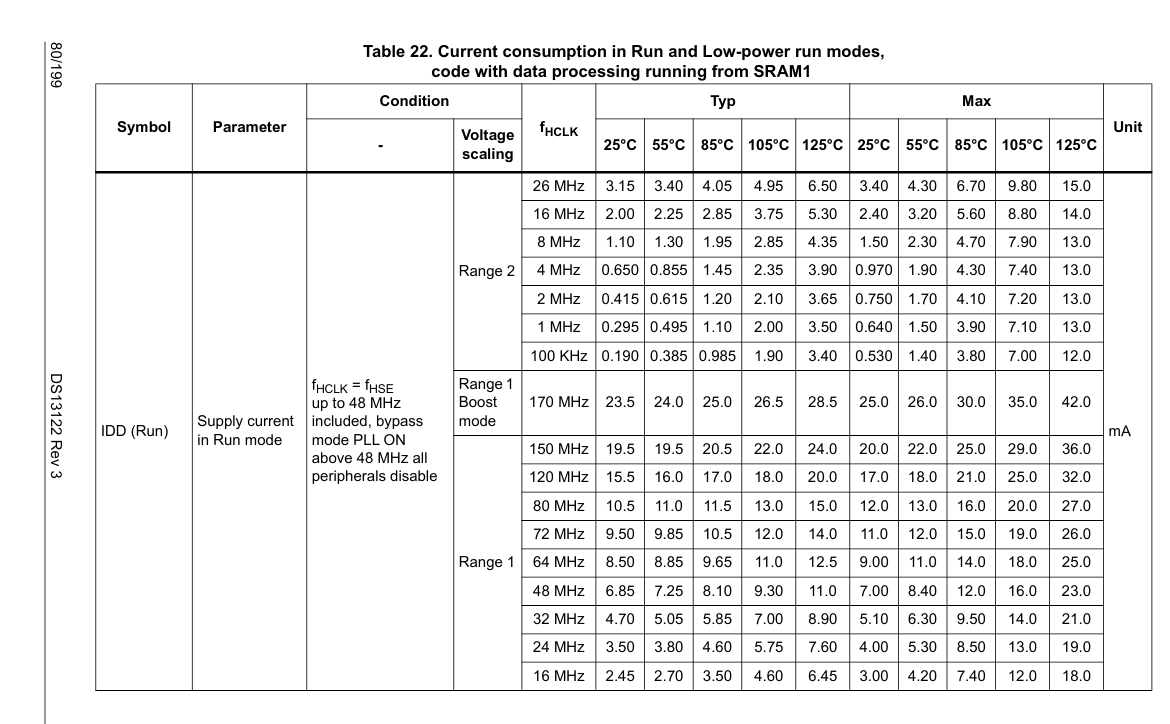 80/199
DS13122 Rev 3
Table 22. Current consumption in Run and Low-power run modes,
code with data processing running from SRAM1
Symbol Parameter Condition fHCLK Typ Max Unit
- Voltage scaling 25°C 55°C 85°C 105°C 125°C 25°C 55°C 85°C 105°C 125°C
IDD (Run)
Supply current
in Run mode
fHCLK = fHSE
up to 48 MHz
included, bypass
mode PLL ON
above 48 MHz all
peripherals disable
Range 2
26 MHz 3.15 3.40 4.05 4.95 6.50 3.40 4.30 6.70 9.80 15.0
16 MHz 2.00 2.25 2.85 3.75 5.30 2.40 3.20 5.60 8.80 14.0
8 MHz 1.10 1.30 1.95 2.85 4.35 1.50 2.30 4.70 7.90 13.0
4 MHz 0.650 0.855 1.45 2.35 3.90 0.970 1.90 4.30 7.40 13.0
2 MHz 0.415 0.615 1.20 2.10 3.65 0.750 1.70 4.10 7.20 13.0
1 MHz 0.295 0.495 1.10 2.00 3.50 0.640 1.50 3.90 7.10 13.0
100 KHz 0.190 0.385 0.985 1.90 3.40 0.530 1.40 3.80 7.00 12.0
Range 1
Boost
mode
170 MHz 23.5 24.0 25.0 26.5 28.5 25.0 26.0 30.0 35.0 42.0
Range 1
150 MHz 19.5 19.5 20.5 22.0 24.0 20.0 22.0 25.0 29.0 36.0
120 MHz 15.5 16.0 17.0 18.0 20.0 17.0 18.0 21.0 25.0 32.0
80 MHz 10.5 11.0 11.5 13.0 15.0 12.0 13.0 16.0 20.0 27.0
72 MHz 9.50 9.85 10.5 12.0 14.0 11.0 12.0 15.0 19.0 26.0
64 MHz 8.50 8.85 9.65 11.0 12.5 9.00 11.0 14.0 18.0 25.0
48 MHz 6.85 7.25 8.10 9.30 11.0 7.00 8.40 12.0 16.0 23.0
32 MHz 4.70 5.05 5.85 7.00 8.90 5.10 6.30 9.50 14.0 21.0
24 MHz 3.50 3.80 4.60 5.75 7.60 4.00 5.30 8.50 13.0 19.0
16 MHz 2.45 2.70 3.50 4.60 6.45 3.00 4.20 7.40 12.0 18.0
mA